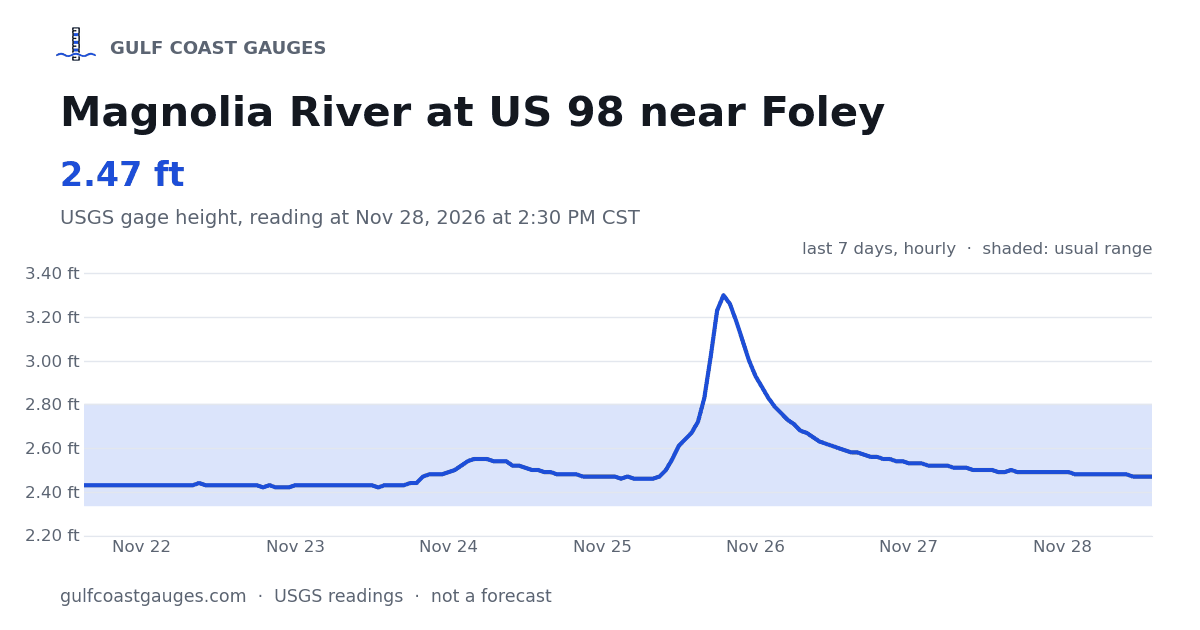 GULF COAST GAUGES
Magnolia River at US 98 near Foley
2.47 ft
USGS gage height, reading at Nov 28, 2026 at 2:30 PM CST
last 7 days, hourly · shaded: usual range
3.40 ft
3.20 ft
3.00 ft
2.80 ft
2.60 ft
2.40 ft
2.20 ft
Nov 22 Nov 23 Nov 24 Nov 25 Nov 26 Nov 27 Nov 28
gulfcoastgauges.com · USGS readings · not a forecast